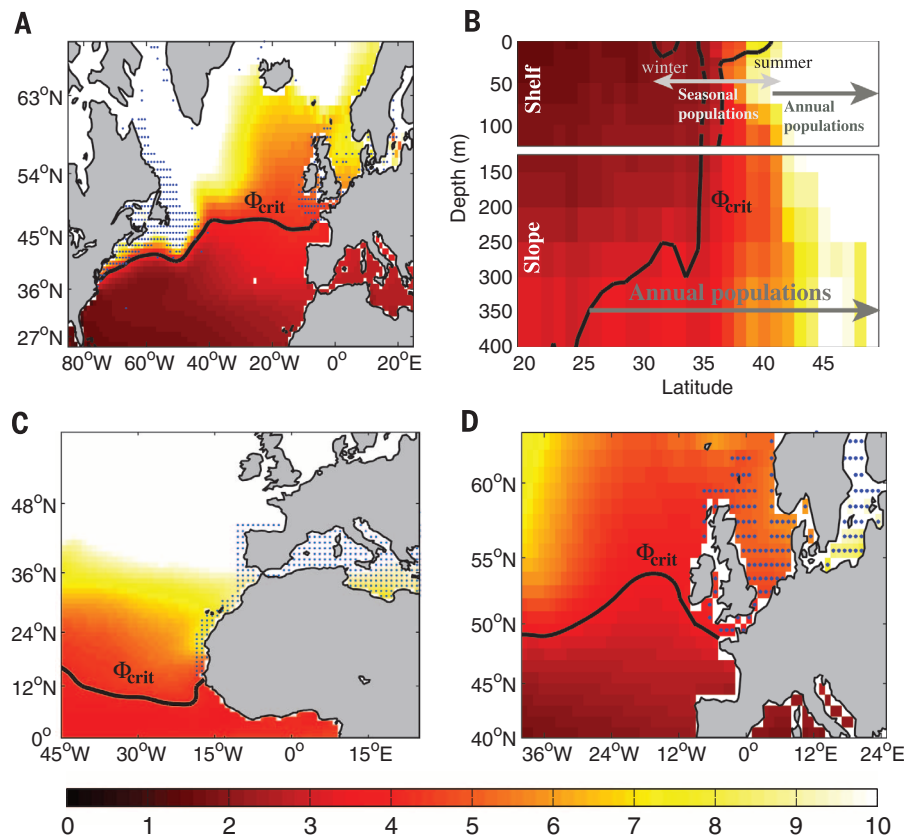 A
63°N
54°N
45°N
36°N
27°N
Φcrit
80°W 60°W 40°W 20°W 0° 20°E
B
0
50
100
150
200
250
300
350
400
Depth (m)
Shelf
Slope
winter
summer
Seasonal
populations
Annual
populations
Φcrit
Annual populations
20 25 30 35 40 45
Latitude
C
48°N
36°N
24°N
12°N
0°
Φcrit
45°W 30°W 15°W 0° 15°E
D
60°N
55°N
50°N
45°N
40°N
Φcrit
36°W 24°W 12°W 0° 12°E 24°E
0 1 2 3 4 5 6 7 8 9 10